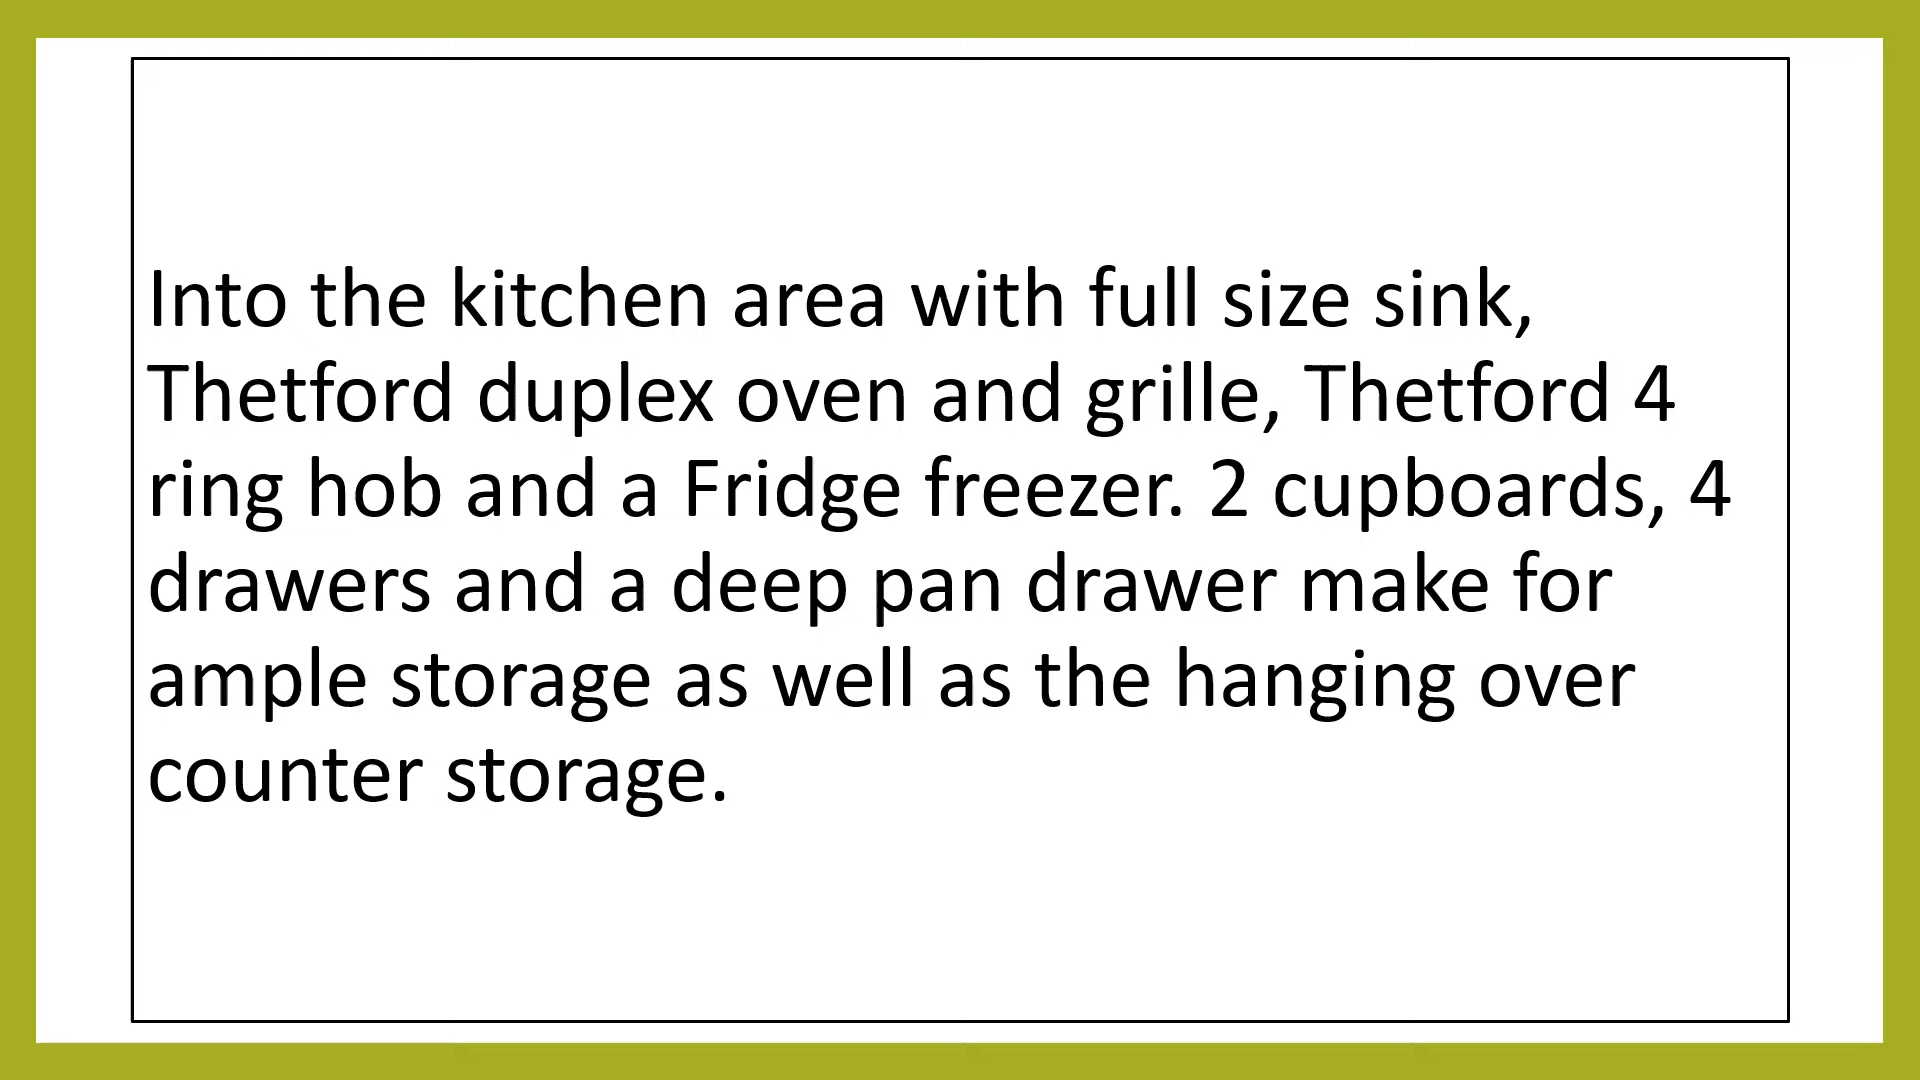 Into the kitchen area with full size sink,
Thetford duplex oven and grille, Thetford 4
ring hob and a Fridge freezer. 2 cupboards, 4
drawers and a deep pan drawer make for
ample storage as well as the hanging over
counter storage.